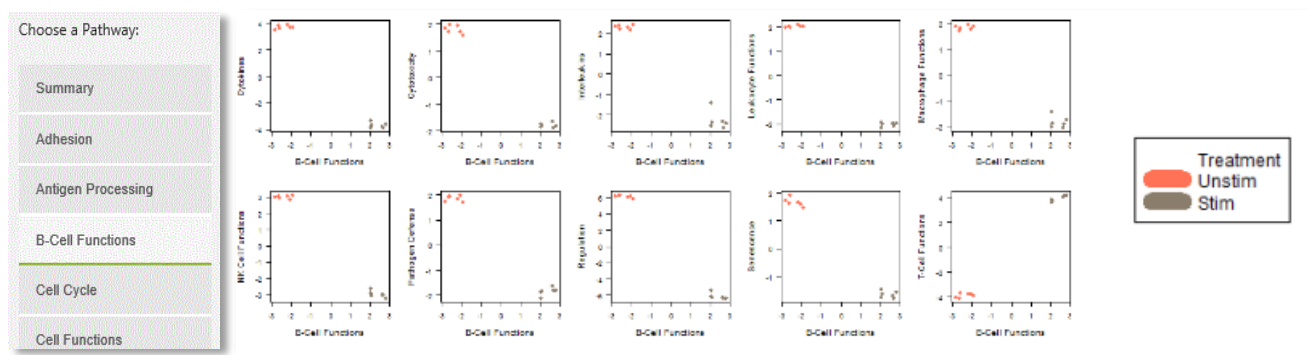 Choose a Pathway:
Summary
Adhesion
Antigen Processing
B-Cell Functions
Cell Cycle
Cell Functions
Cytokines
B-Cell Functions
Cytotoxicity
B-Cell Functions
Interleukins
B-Cell Functions
Leukocyte Functions
B-Cell Functions
Macrophage Functions
B-Cell Functions
NK Cell Functions
B-Cell Functions
Pathogen Defense
B-Cell Functions
Regulation
B-Cell Functions
Senescence
B-Cell Functions
T-Cell Functions
B-Cell Functions
Treatment
Unstim
Stim